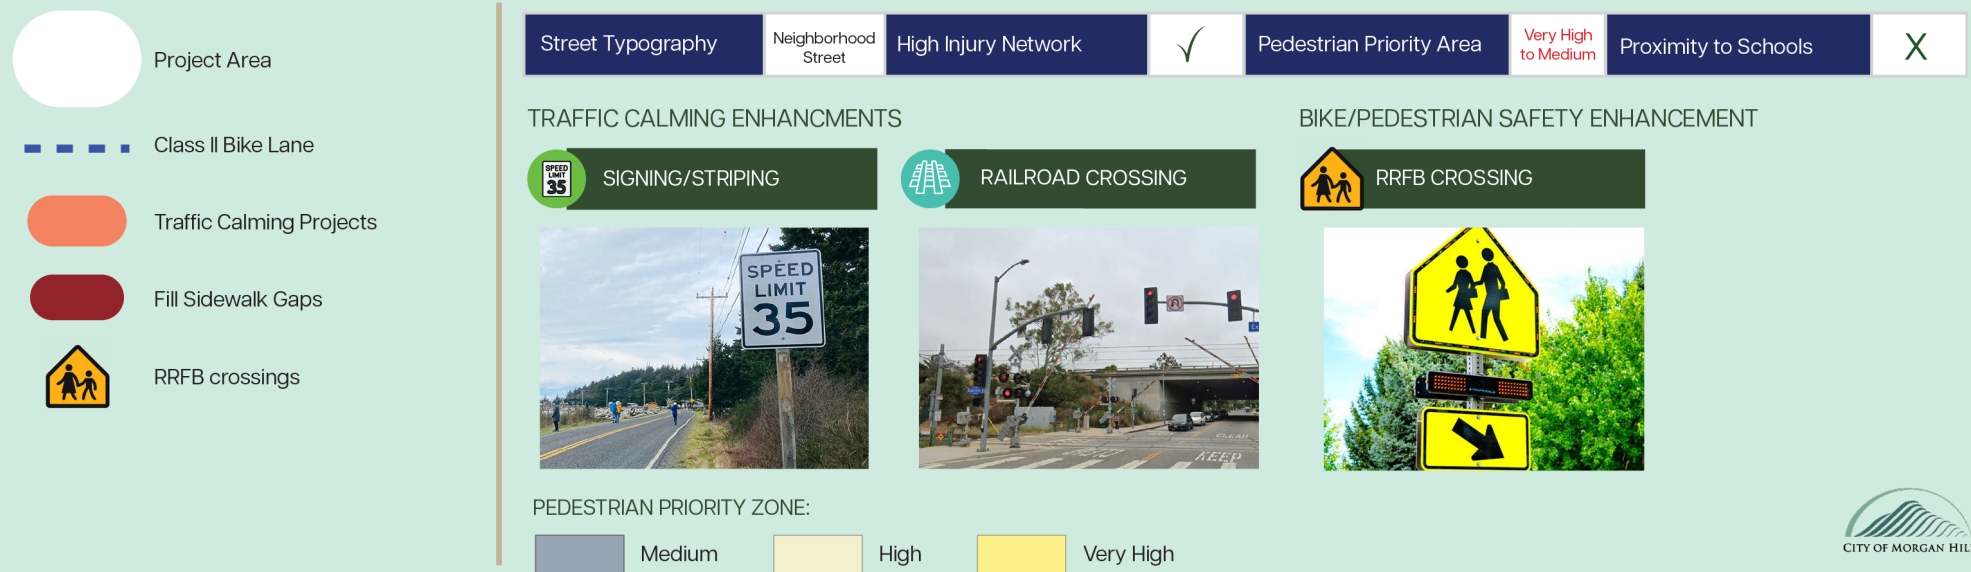 Project Area
Class II Bike Lane
Traffic Calming Projects
Fill Sidewalk Gaps
RRFB crossings
Street Typography
Neighborhood
Street
High Injury Network
✓
Pedestrian Priority Area
Very High
to Medium
Proximity to Schools
X
TRAFFIC CALMING ENHANCMENTS
BIKE/PEDESTRIAN SAFETY ENHANCEMENT
SPEED
LIMIT
35
SIGNING/STRIPING
RAILROAD CROSSING
RRFB CROSSING
SPEED
LIMIT
35
CLEAR
KEEP
PEDESTRIAN PRIORITY ZONE:
Medium
High
Very High
CITY OF MORGAN HIL